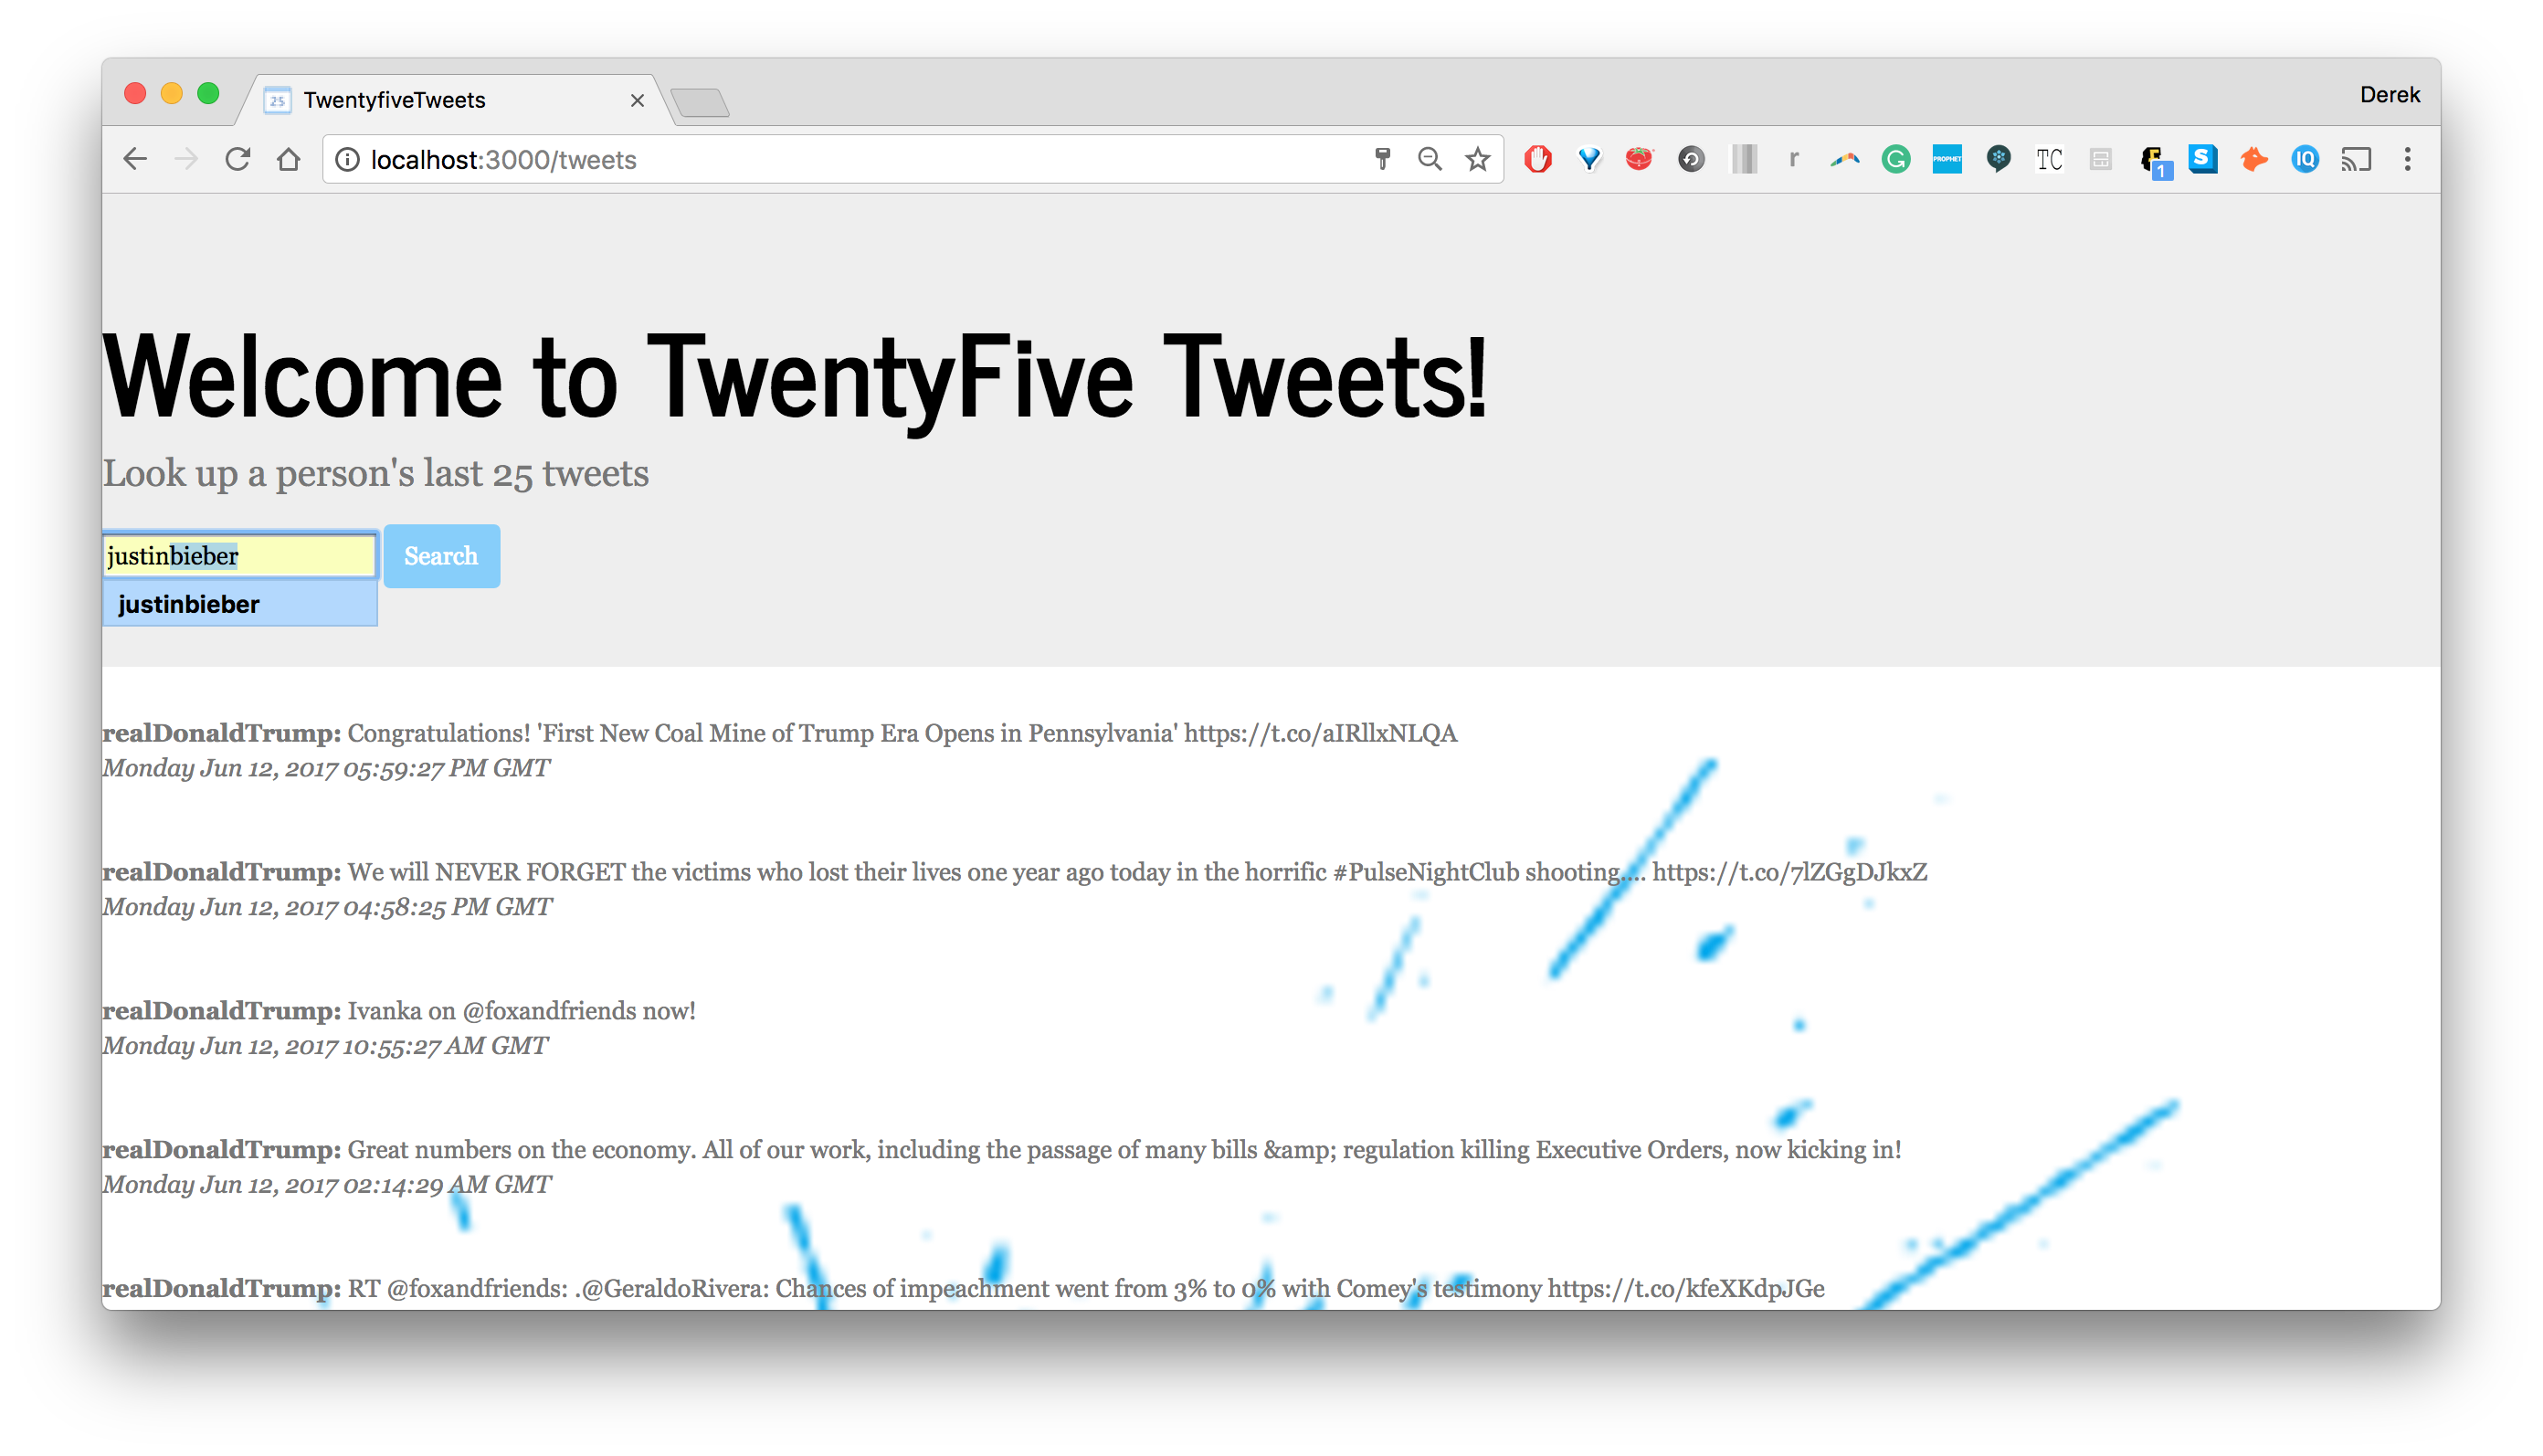 TwentyfiveTweets
Derek
localhost:3000/tweets
r
PROPHET
TC
1
S
IQ
Welcome to TwentyFive Tweets!
Look up a person's last 25 tweets
justinbieber Search
justinbieber
realDonaldTrump: Congratulations! 'First New Coal Mine of Trump Era Opens in Pennsylvania' https://t.co/aIRllxNLQA
Monday Jun 12, 2017 05:59:27 PM GMT
realDonaldTrump: We will NEVER FORGET the victims who lost their lives one year ago today in the horrific #PulseNightClub shooting.... https://t.co/7lZGgDJkxZ
Monday Jun 12, 2017 04:58:25 PM GMT
realDonaldTrump: Ivanka on @foxandfriends now!
Monday Jun 12, 2017 10:55:27 AM GMT
realDonaldTrump: Great numbers on the economy. All of our work, including the passage of many bills &amp; regulation killing Executive Orders, now kicking in!
Monday Jun 12, 2017 02:14:29 AM GMT
realDonaldTrump: RT @foxandfriends: .@GeraldoRivera: Chances of impeachment went from 3% to 0% with Comey's testimony https://t.co/kfeXKdpJGe